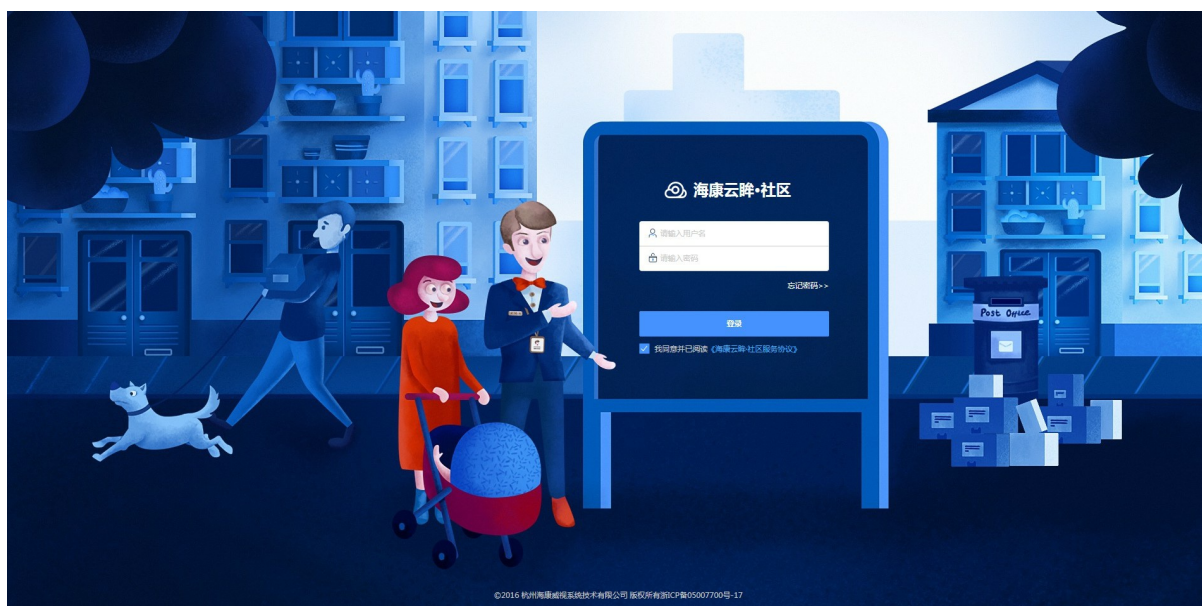 海康云眸·社区
请输入用户名
请输入密码
忘记密码>>
登录
我同意并已阅读《海康云眸·社区服务协议》
Post Office
©2016 杭州海康威视系统技术有限公司 版权所有浙ICP备05007700号-17